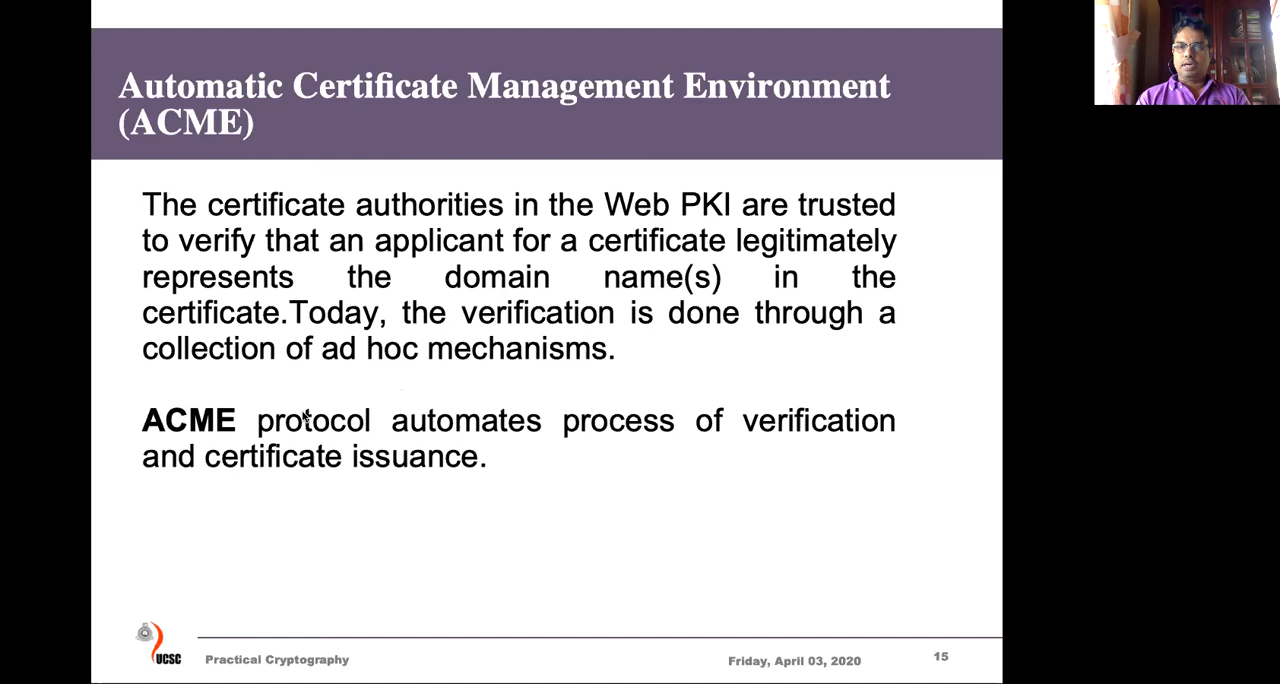 Automatic Certificate Management Environment
(ACME)
The certificate authorities in the Web PKI are trusted
to verify that an applicant for a certificate legitimately
represents the domain name(s) in the
certificate.Today, the verification is done through a
collection of ad hoc mechanisms.
ACME protocol automates process of verification
and certificate issuance.
UCSC
Practical Cryptography
Friday, April 03, 2020
15